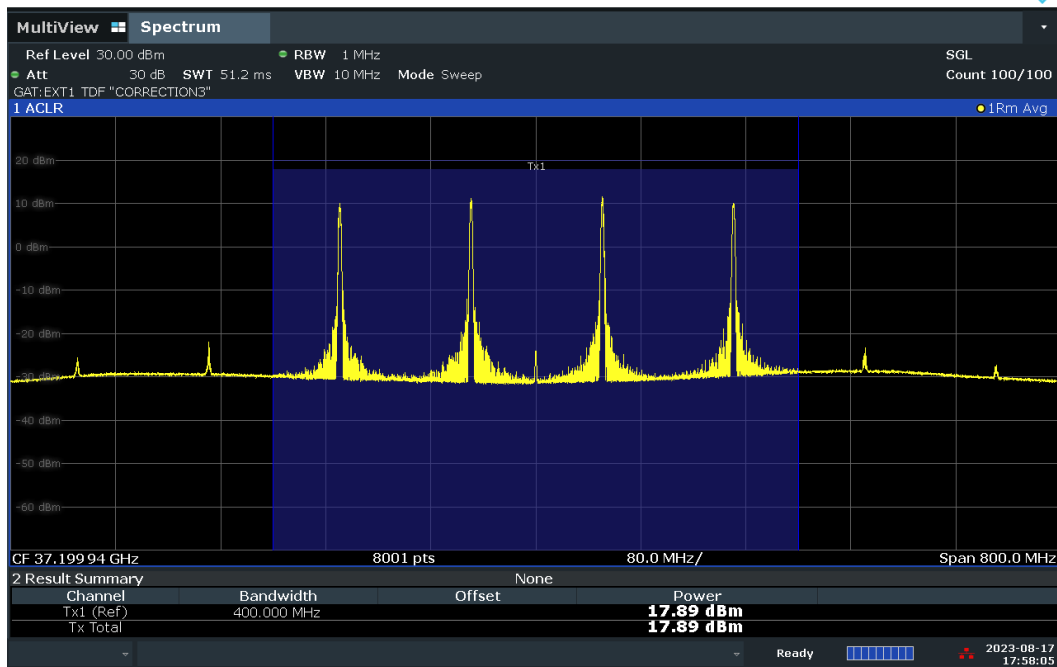 MultiView Spectrum
Ref Level 30.00 dBm RBW 1 MHz SGL
Att 30 dB SWT 51.2 ms VBW 10 MHz Mode Sweep Count 100/100
GAT:EXT1 TDF "CORRECTION3"
1 ACLR 1Rm Avg
20 dBm
Tx1
10 dBm
0 dBm
-10 dBm
-20 dBm
-30 dBm
-40 dBm
-50 dBm
-60 dBm
CF 37.19994 GHz 8001 pts 80.0 MHz/ Span 800.0 MHz
2 Result Summary None
Channel Bandwidth Offset Power
Tx1 (Ref) 400.000 MHz 17.89 dBm
Tx Total 17.89 dBm
Ready 2023-08-17
17:58:05